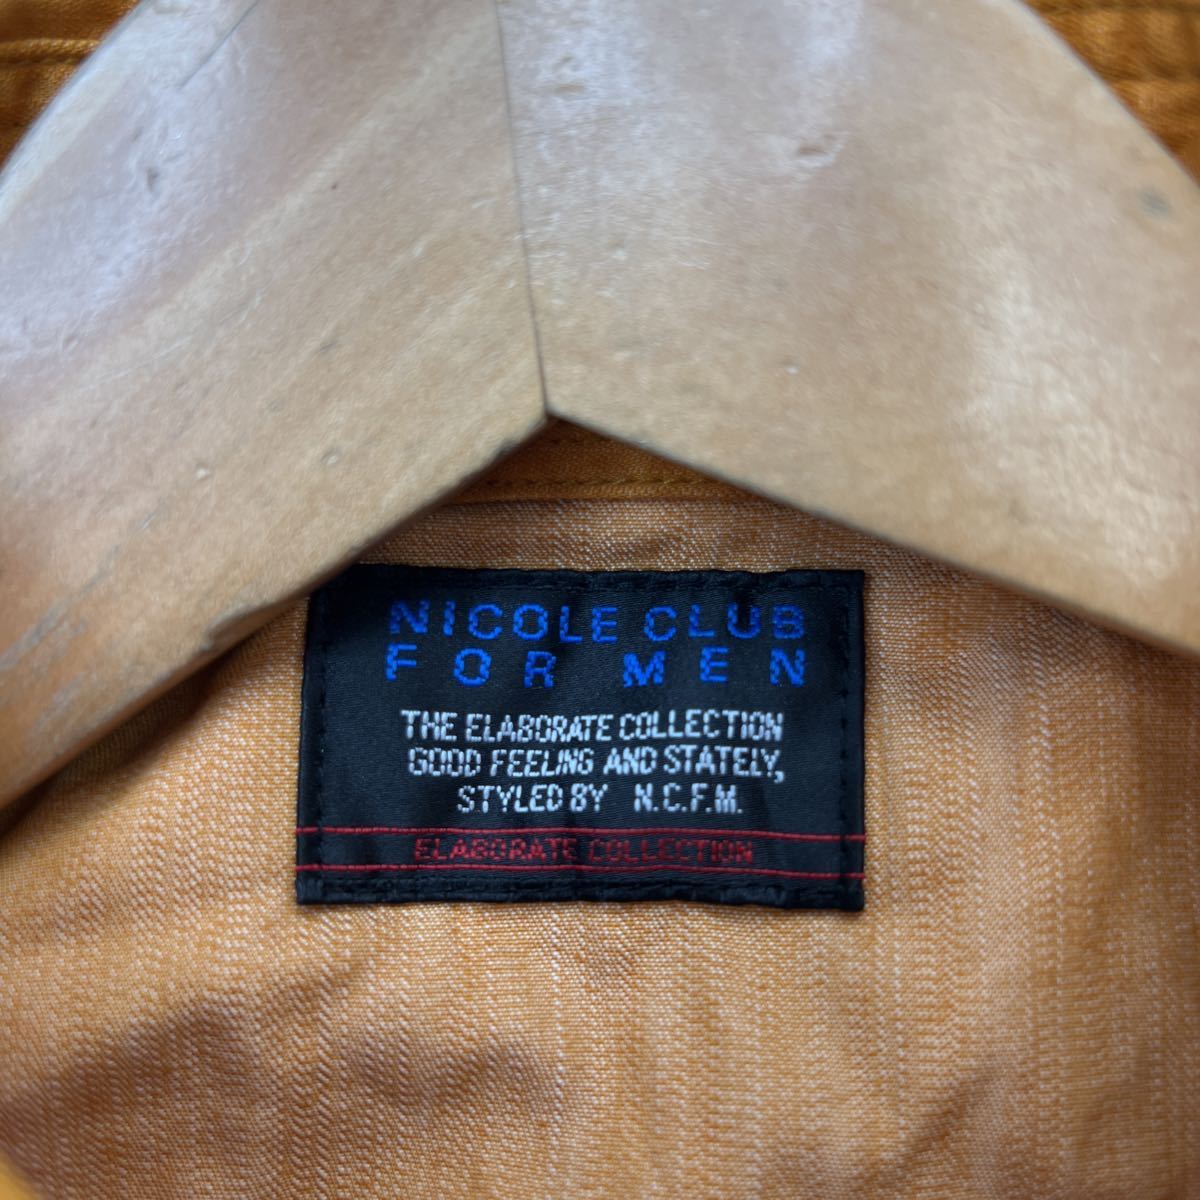 NICOLE CLUB
FOR MEN
THE ELABORATE COLLECTION
GOOD FEELING AND STATELY,
STYLED BY N.C.F.M.
ELABORATE COLLECTION